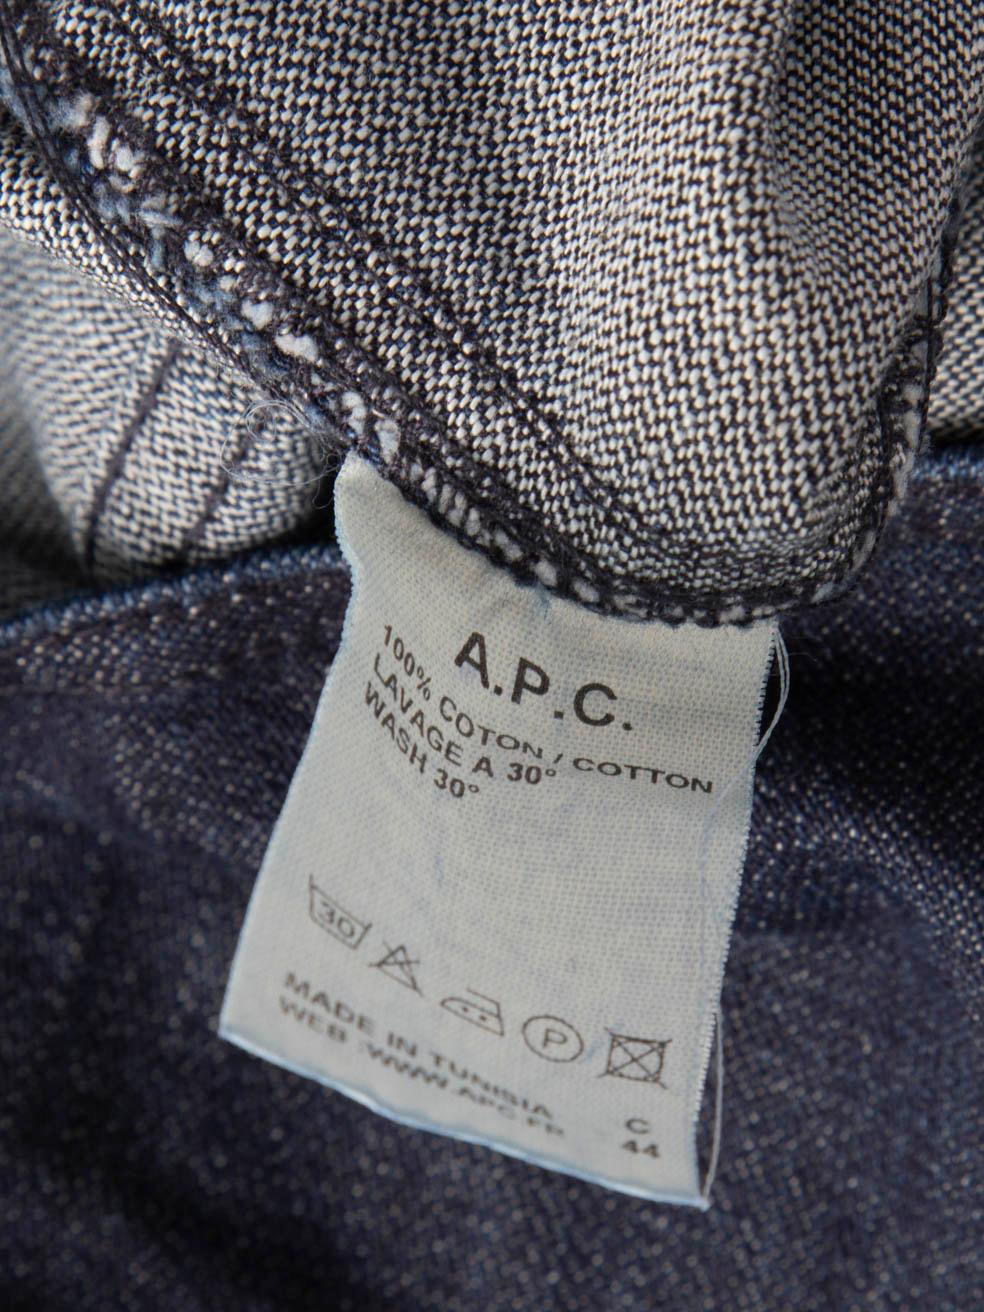 A.P.C.
100% COTON / COTTON
LAVAGE A 30°
WASH 30°
30
P
MADE IN TUNISIA
WEB : WWW.APC.FR
C
44